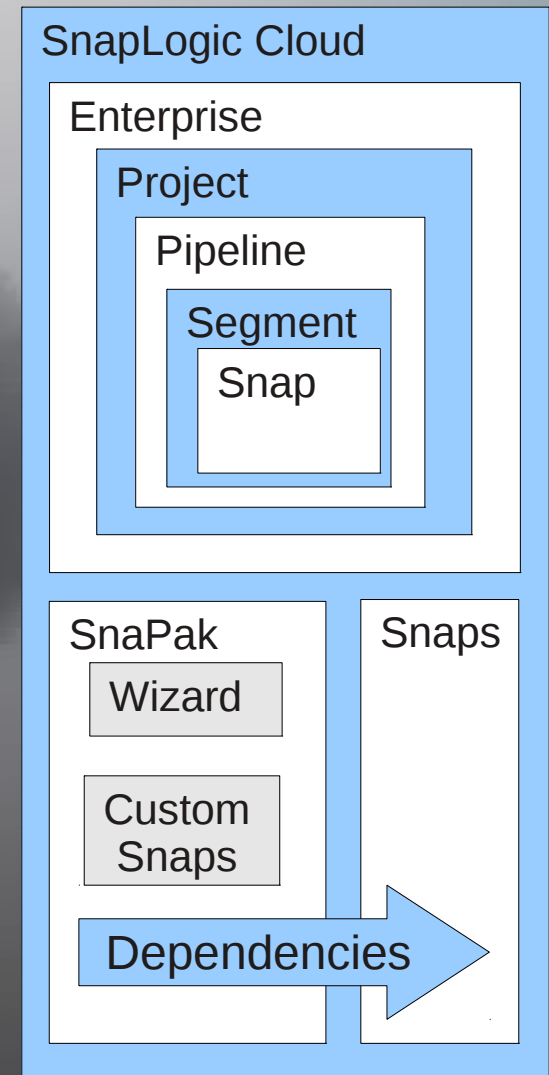 SnapLogic Cloud
Enterprise
Project
Pipeline
Segment
Snap
SnaPak
Wizard
Custom
Snaps
Dependencies
Snaps